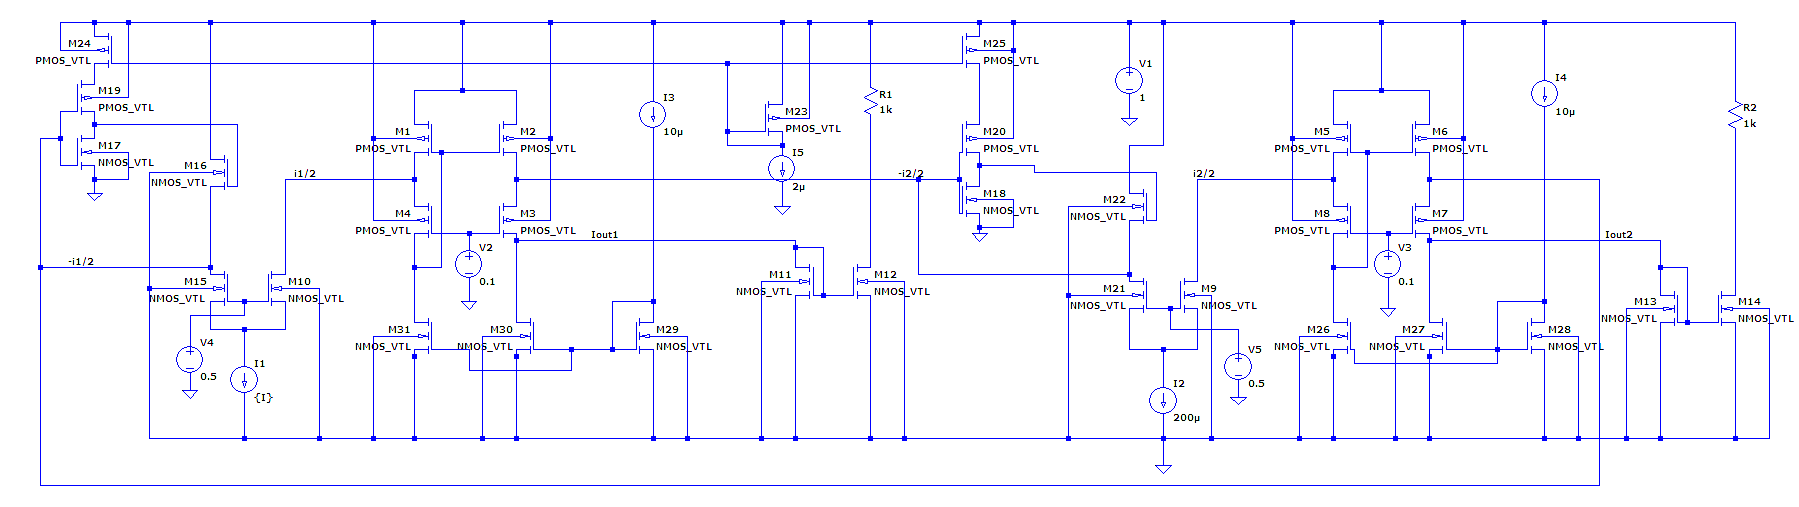 M24
PMOS_VTL
M19
PMOS_VTL
M17
NMOS_VTL
M16
NMOS_VTL
i1/2
-i1/2
M15
NMOS_VTL
M10
NMOS_VTL
V4
0.5
I1
{I}
M1
PMOS_VTL
M2
PMOS_VTL
M4
PMOS_VTL
M3
PMOS_VTL
V2
0.1
Iout1
M31
NMOS_VTL
M30
NMOS_VTL
M29
NMOS_VTL
I3
10µ
M23
PMOS_VTL
I5
2µ
R1
1k
-i2/2
M11
NMOS_VTL
M12
NMOS_VTL
M25
PMOS_VTL
M20
PMOS_VTL
M18
NMOS_VTL
V1
1
M22
NMOS_VTL
i2/2
M21
NMOS_VTL
M9
NMOS_VTL
V5
0.5
I2
200µ
M5
PMOS_VTL
M6
PMOS_VTL
M8
PMOS_VTL
M7
PMOS_VTL
V3
0.1
Iout2
I4
10µ
M26
NMOS_VTL
M27
NMOS_VTL
M28
NMOS_VTL
R2
1k
M13
NMOS_VTL
M14
NMOS_VTL